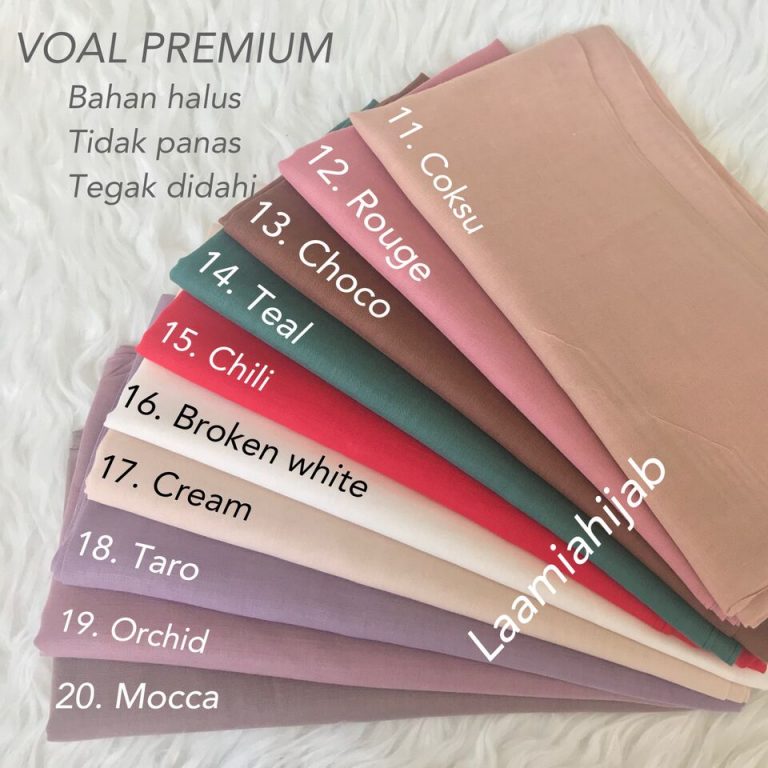 VOAL PREMIUM
Bahan halus
Tidak panas
Tegak didahi
11. Coksu
12. Rouge
13. Choco
14. Teal
15. Chili
16. Broken white
17. Cream
18. Taro
19. Orchid
20. Mocca
Laamiahijab